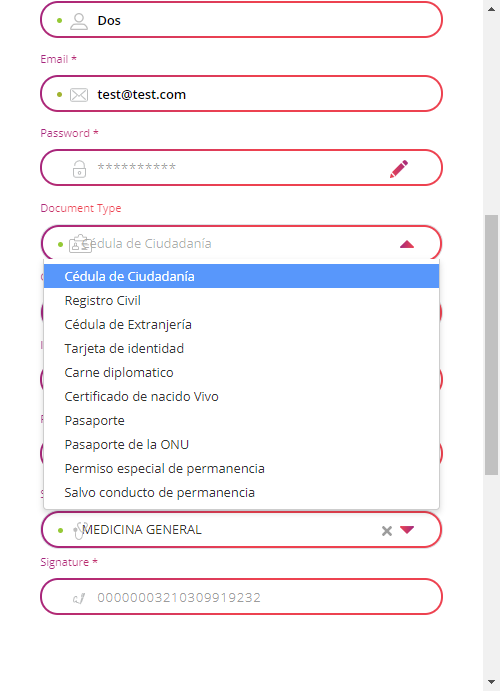 Dos
Email *
test@test.com
Password *
**********
Document Type
Cédula de Ciudadanía
Cédula de Ciudadanía
Registro Civil
Cédula de Extranjería
Tarjeta de identidad
Carne diplomatico
Certificado de nacido Vivo
Pasaporte
Pasaporte de la ONU
Permiso especial de permanencia
Salvo conducto de permanencia
MEDICINA GENERAL
Signature *
00000003210309919232